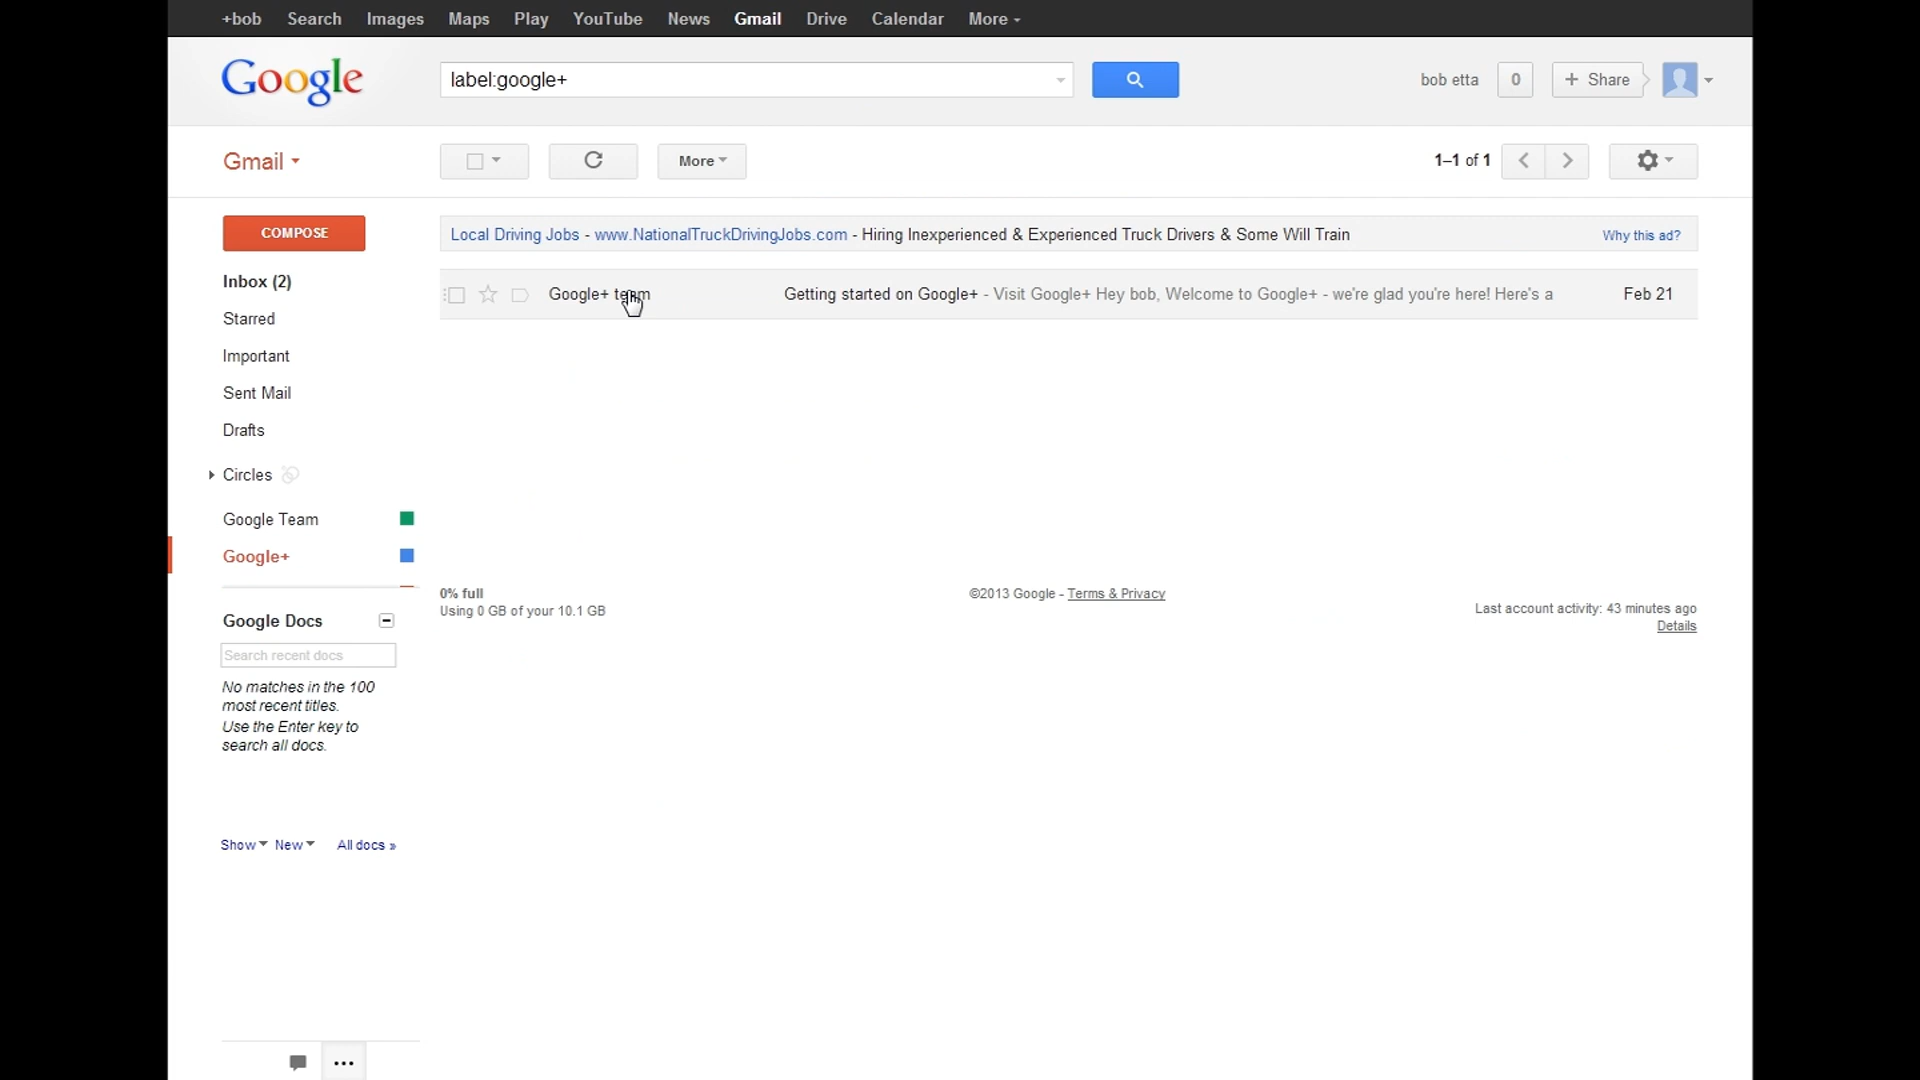 +bob Search Images Maps Play YouTube News Gmail Drive Calendar More
Google
label:google+
bob etta 0 + Share
Gmail
More
1–1 of 1
COMPOSE
Local Driving Jobs - www.NationalTruckDrivingJobs.com - Hiring Inexperienced & Experienced Truck Drivers & Some Will Train
Why this ad?
Inbox (2)
Google+ team Getting started on Google+ - Visit Google+ Hey bob, Welcome to Google+ - we're glad you're here! Here's a Feb 21
Starred
Important
Sent Mail
Drafts
Circles
Google Team
Google+
0% full
Using 0 GB of your 10.1 GB
©2013 Google - Terms & Privacy
Last account activity: 43 minutes ago
Details
Google Docs
Search recent docs
No matches in the 100
most recent titles.
Use the Enter key to
search all docs.
Show New All docs »